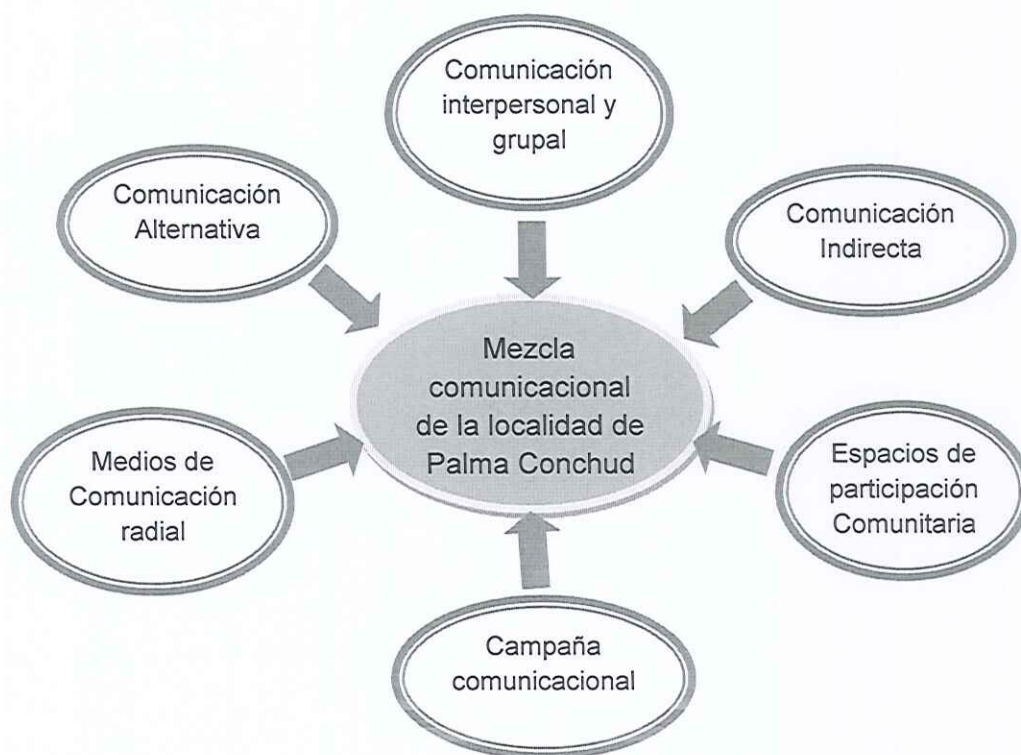 Comunicación
interpersonal y
grupal
Comunicación
Alternativa
Comunicación
Indirecta
Mezcla
comunicacional
de la localidad de
Palma Conchud
Medios de
Comunicación
radial
Espacios de
participación
Comunitaria
Campaña
comunicacional